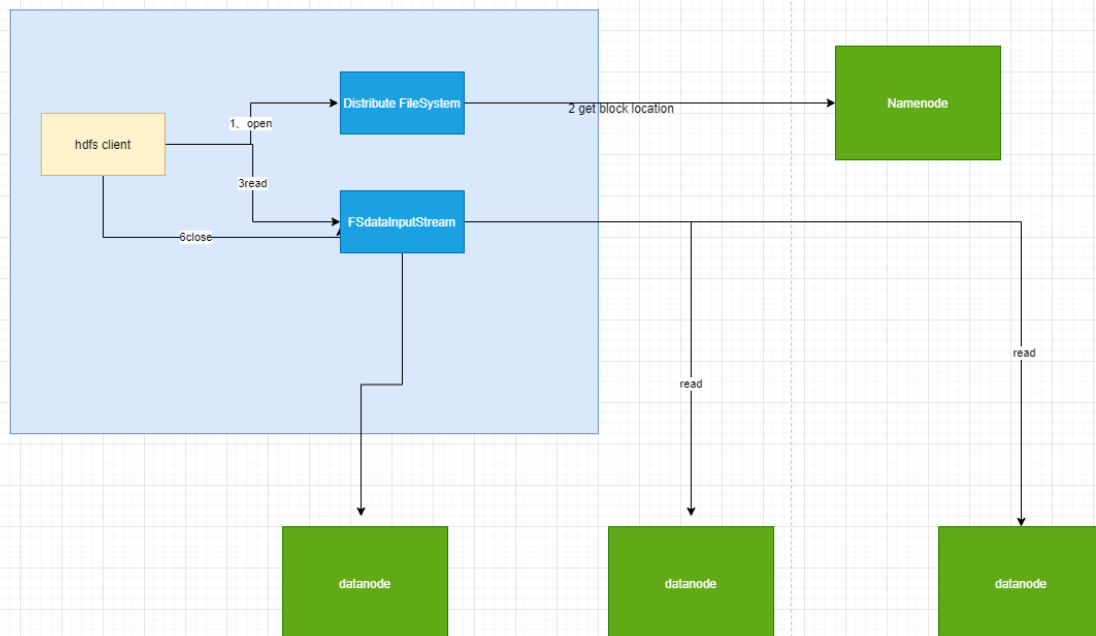 Distribute FileSystem
Namenode
2 get block location
1、open
hdfs client
3read
FSdataInputStream
6close
read
read
datanode
datanode
datanode